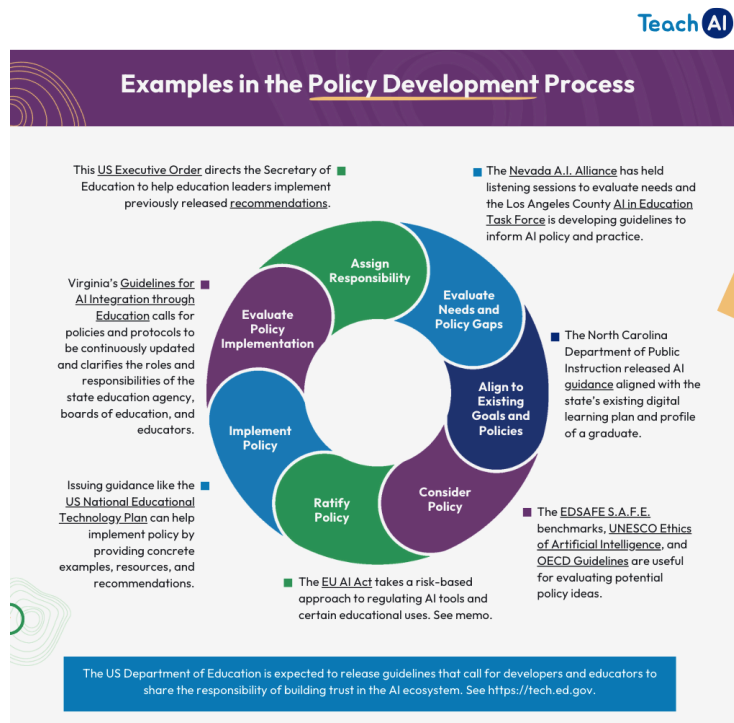 Teach AI
Examples in the Policy Development Process
This US Executive Order directs the Secretary of
Education to help education leaders implement
previously released recommendations.
The Nevada A.I. Alliance has held
listening sessions to evaluate needs and
the Los Angeles County AI in Education
Task Force is developing guidelines to
inform AI policy and practice.
Assign
Responsibility
Evaluate
Needs and
Policy Gaps
Align to
Existing
Goals and
Policies
Consider
Policy
Ratify
Policy
Implement
Policy
Evaluate
Policy
Implementation
Virginia's Guidelines for
AI Integration through
Education calls for
policies and protocols to
be continuously updated
and clarifies the roles and
responsibilities of the
state education agency,
boards of education, and
educators.
The North Carolina
Department of Public
Instruction released AI
guidance aligned with the
state's existing digital
learning plan and profile
of a graduate.
Issuing guidance like the
US National Educational
Technology Plan can help
implement policy by
providing concrete
examples, resources, and
recommendations.
The EDSAFE S.A.F.E.
benchmarks, UNESCO Ethics
of Artificial Intelligence, and
OECD Guidelines are useful
for evaluating potential
policy ideas.
The EU AI Act takes a risk-based
approach to regulating AI tools and
certain educational uses. See memo.
The US Department of Education is expected to release guidelines that call for developers and educators to
share the responsibility of building trust in the AI ecosystem. See https://tech.ed.gov.